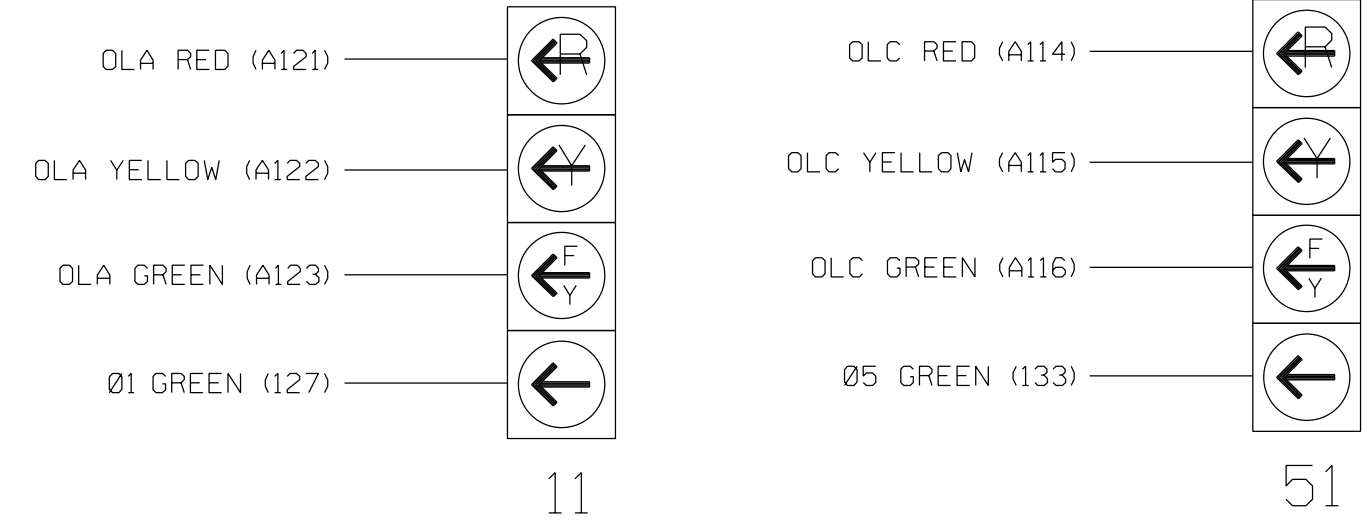 OLA RED (A121)
R
OLA YELLOW (A122)
Y
OLA GREEN (A123)
F
Y
Ø1 GREEN (127)
11
OLC RED (A114)
R
OLC YELLOW (A115)
Y
OLC GREEN (A116)
F
Y
Ø5 GREEN (133)
51